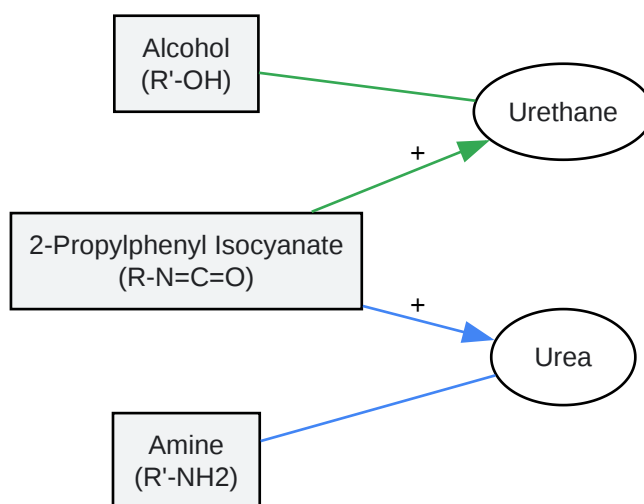 Alcohol
(R'-OH)
Urethane
+
2-Propylphenyl Isocyanate
(R-N=C=O)
+
Urea
Amine
(R'-NH2)